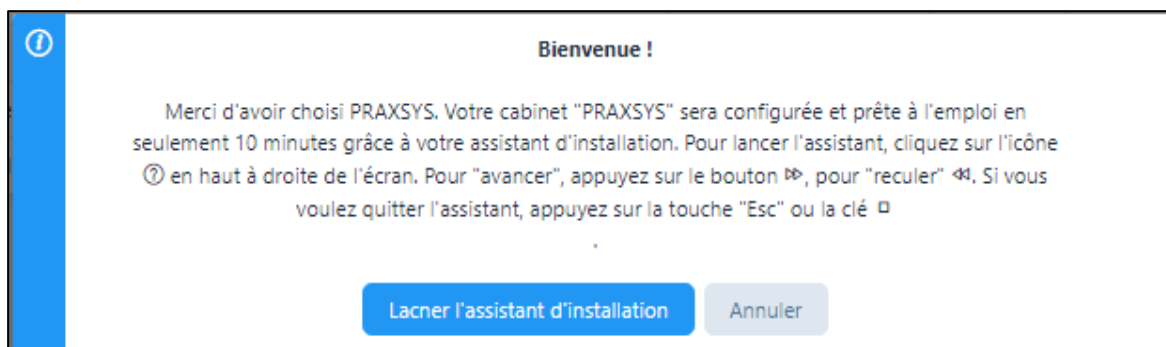 Bienvenue !
Merci d'avoir choisi PRAXSYS. Votre cabinet "PRAXSYS" sera configurée et prête à l'emploi en
seulement 10 minutes grâce à votre assistant d'installation. Pour lancer l'assistant, cliquez sur l'icône
? en haut à droite de l'écran. Pour "avancer", appuyez sur le bouton , pour "reculer" . Si vous
voulez quitter l'assistant, appuyez sur la touche "Esc" ou la clé
.
Lacner l'assistant d'installation
Annuler